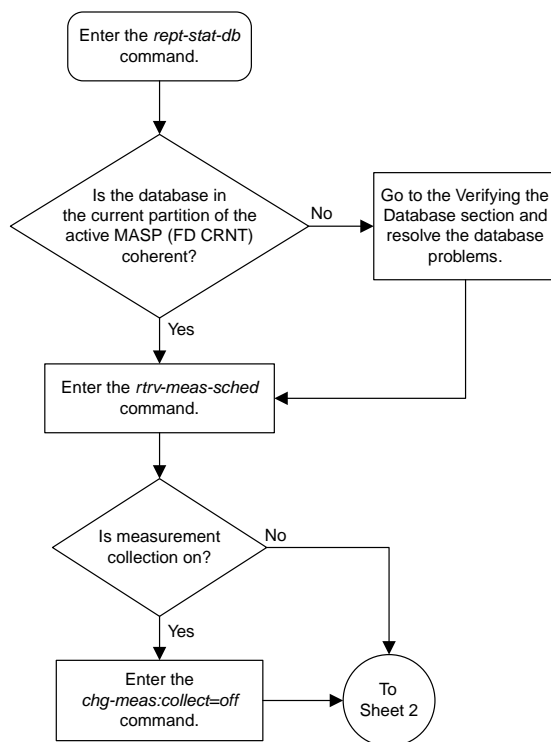 Enter the rept-stat-db
command.
Is the database in
the current partition of the
active MASP (FD CRNT)
coherent?
No
Go to the Verifying the
Database section and
resolve the database
problems.
Yes
Enter the rtrv-meas-sched
command.
Is measurement
collection on?
No
Yes
Enter the
chg-meas:collect=off
command.
To
Sheet 2